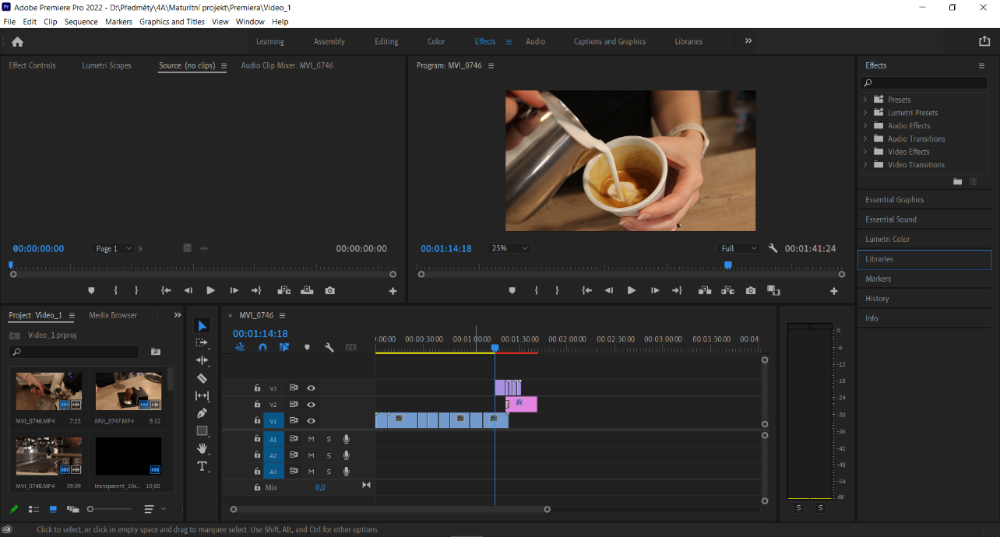 Adobe Premiere Pro 2022 - D:\Předměty\4A\Maturitní projekt\Premiera\Video_1
File Edit Clip Sequence Markers Graphics and Titles View Window Help
Learning Assembly Editing Color Effects Audio Captions and Graphics Libraries
Effect Controls Lumetri Scopes Source: (no clips) Audio Clip Mixer: MVI_0746
00:00:00:00 Page 1 00:00:00:00
Program: MVI_0746
00:01:14:18 25% Full 00:01:41:24
Effects
Presets
Lumetri Presets
Audio Effects
Audio Transitions
Video Effects
Video Transitions
Essential Graphics
Essential Sound
Lumetri Color
Libraries
Markers
History
Info
Project: Video_1 Media Browser
Video_1.prproj
MVI_0746.MP4 7:23 MVI_0747.MP4 8:12
MVI_0748.MP4 39:09 transparent_10s... 10;00
MVI_0746
00:01:14:18
:00:00 00:00:30:00 00:01:00:00 00:01:30:00 00:02:00:00 00:02:30:00 00:03:00:00 00:03:30:00 00:04:
V3
V2 fx
V1 fx fx fx
A1 M S
A2 M S
A3 M S
Mix 0,0
0
-6
-12
-18
-24
-30
-36
-42
-48
-54
dB
S S
Click to select, or click in empty space and drag to marquee select. Use Shift, Alt, and Ctrl for other options.